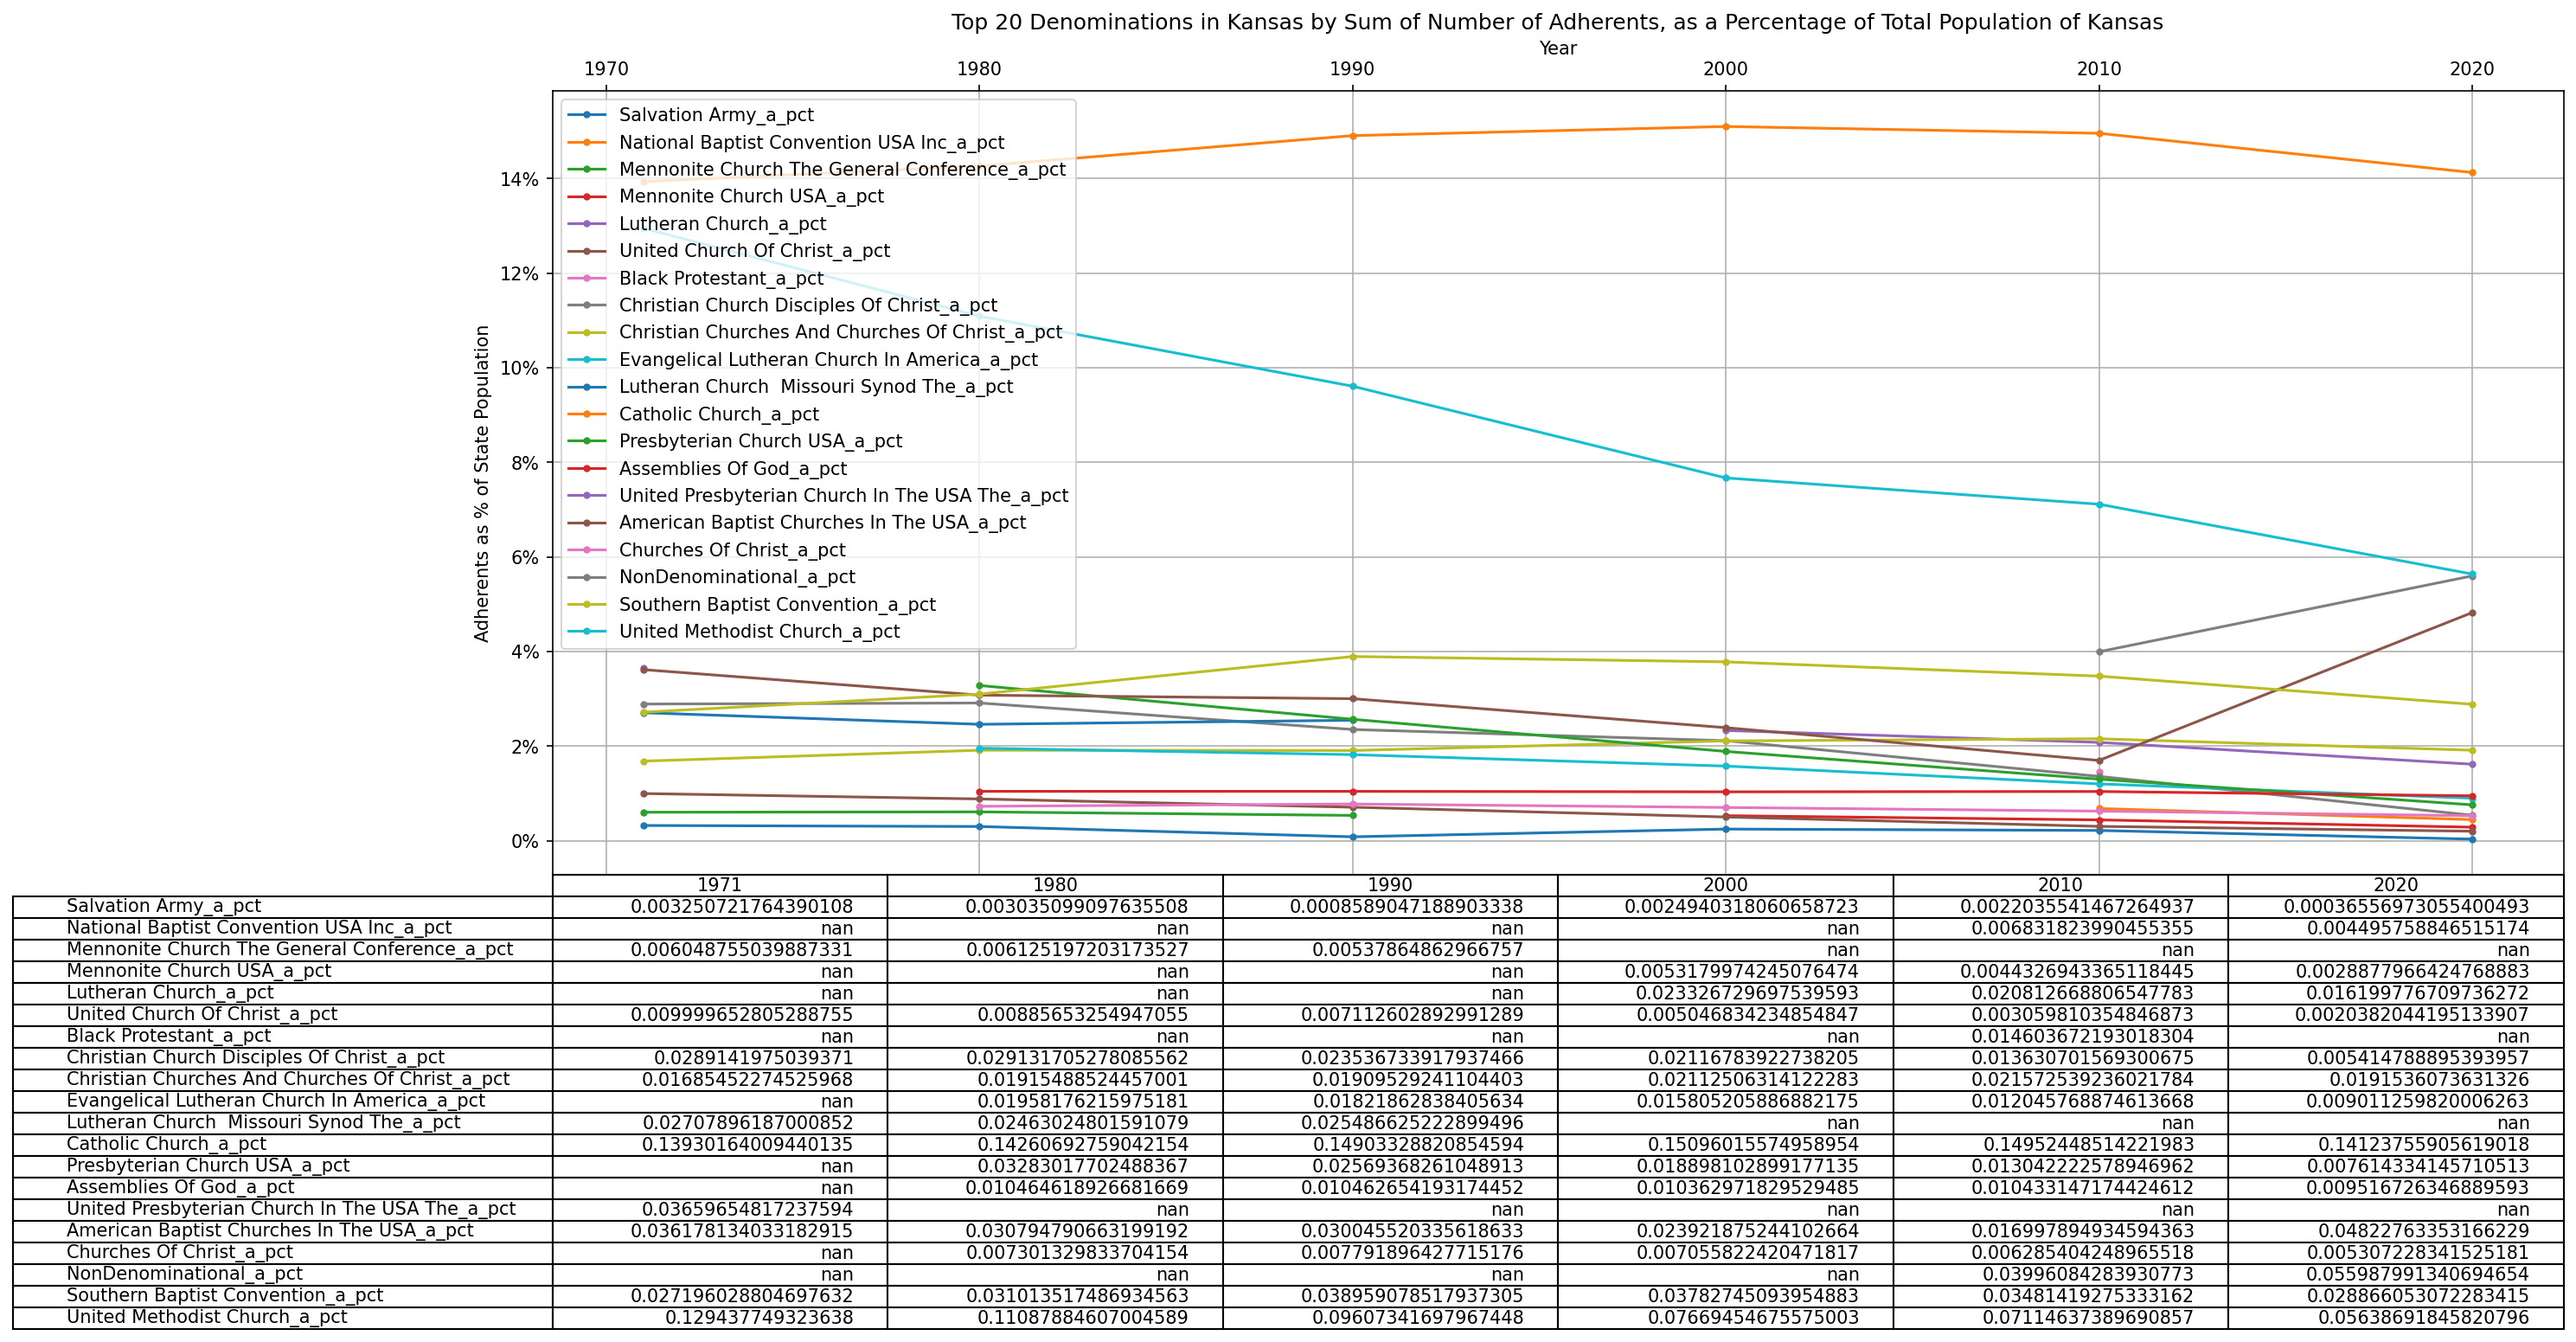 Top 20 Denominations in Kansas by Sum of Number of Adherents, as a Percentage of Total Population of Kansas
Year
1970 1980 1990 2000 2010 2020
Adherents as % of State Population
14%
12%
10%
8%
6%
4%
2%
0%
Salvation Army_a_pct
National Baptist Convention USA Inc_a_pct
Mennonite Church The General Conference_a_pct
Mennonite Church USA_a_pct
Lutheran Church_a_pct
United Church Of Christ_a_pct
Black Protestant_a_pct
Christian Church Disciples Of Christ_a_pct
Christian Churches And Churches Of Christ_a_pct
Evangelical Lutheran Church In America_a_pct
Lutheran Church  Missouri Synod The_a_pct
Catholic Church_a_pct
Presbyterian Church USA_a_pct
Assemblies Of God_a_pct
United Presbyterian Church In The USA The_a_pct
American Baptist Churches In The USA_a_pct
Churches Of Christ_a_pct
NonDenominational_a_pct
Southern Baptist Convention_a_pct
United Methodist Church_a_pct
1971 1980 1990 2000 2010 2020
Salvation Army_a_pct 0.003250721764390108 0.003035099097635508 0.0008589047188903338 0.0024940318060658723 0.0022035541467264937 0.00036556973055400493
National Baptist Convention USA Inc_a_pct nan nan nan nan 0.006831823990455355 0.004495758846515174
Mennonite Church The General Conference_a_pct 0.006048755039887331 0.006125197203173527 0.00537864862966757 nan nan nan
Mennonite Church USA_a_pct nan nan nan 0.0053179974245076474 0.0044326943365118445 0.0028877966424768883
Lutheran Church_a_pct nan nan nan 0.023326729697539593 0.020812668806547783 0.016199776709736272
United Church Of Christ_a_pct 0.009999652805288755 0.00885653254947055 0.007112602892991289 0.005046834234854847 0.003059810354846873 0.0020382044195133907
Black Protestant_a_pct nan nan nan nan 0.014603672193018304 nan
Christian Church Disciples Of Christ_a_pct 0.0289141975039371 0.029131705278085562 0.023536733917937466 0.02116783922738205 0.013630701569300675 0.005414788895393957
Christian Churches And Churches Of Christ_a_pct 0.01685452274525968 0.01915488524457001 0.01909529241104403 0.02112506314122283 0.021572539236021784 0.0191536073631326
Evangelical Lutheran Church In America_a_pct nan 0.01958176215975181 0.01821862838405634 0.015805205886882175 0.012045768874613668 0.009011259820006263
Lutheran Church  Missouri Synod The_a_pct 0.02707896187000852 0.02463024801591079 0.025486625222899496 nan nan nan
Catholic Church_a_pct 0.13930164009440135 0.14260692759042154 0.14903328820854594 0.15096015574958954 0.14952448514221983 0.14123755905619018
Presbyterian Church USA_a_pct nan 0.03283017702488367 0.02569368261048913 0.018898102899177135 0.013042222578946962 0.007614334145710513
Assemblies Of God_a_pct nan 0.010464618926681669 0.010462654193174452 0.010362971829529485 0.010433147174424612 0.009516726346889593
United Presbyterian Church In The USA The_a_pct 0.03659654817237594 nan nan nan nan nan
American Baptist Churches In The USA_a_pct 0.036178134033182915 0.030794790663199192 0.030045520335618633 0.023921875244102664 0.016997894934594363 0.04822763353166229
Churches Of Christ_a_pct nan 0.007301329833704154 0.007791896427715176 0.007055822420471817 0.006285404248965518 0.005307228341525181
NonDenominational_a_pct nan nan nan nan 0.03996084283930773 0.055987991340694654
Southern Baptist Convention_a_pct 0.027196028804697632 0.031013517486934563 0.038959078517937305 0.03782745093954883 0.03481419275333162 0.028866053072283415
United Methodist Church_a_pct 0.129437749323638 0.11087884607004589 0.09607341697967448 0.07669454675575003 0.07114637389690857 0.05638691845820796